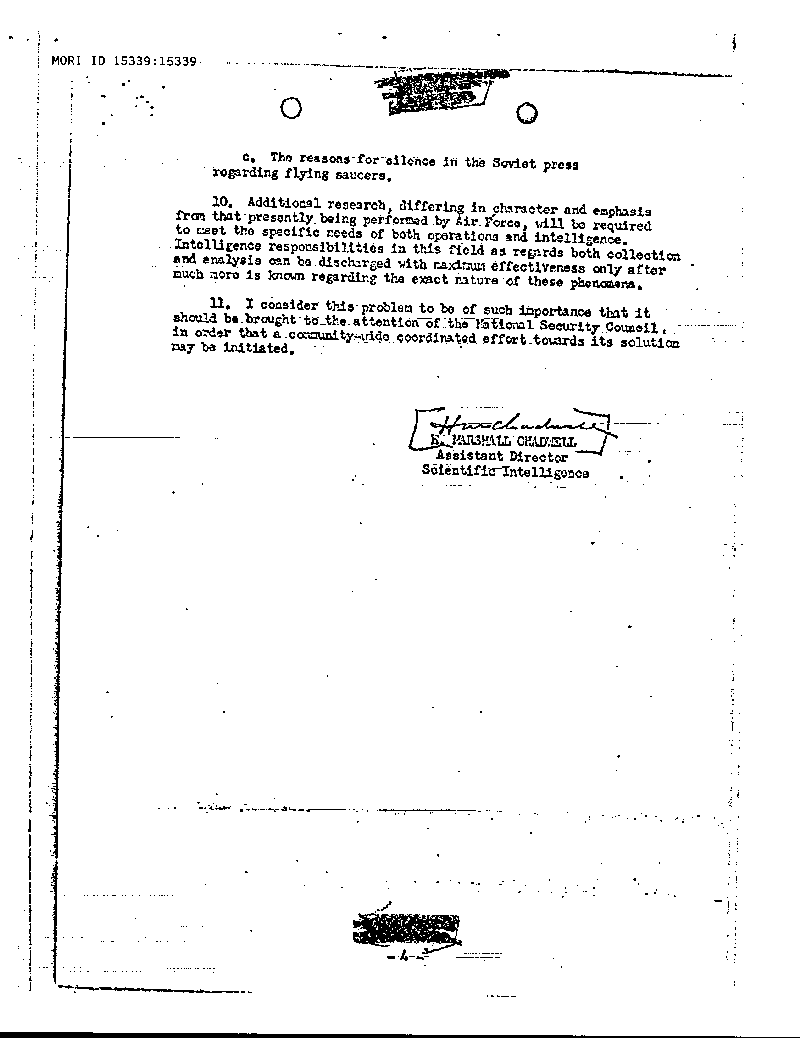 MORI ID 15339:15339
c. The reasons for silence in the Soviet press
regarding flying saucers.
10. Additional research, differing in character and emphasis
from that presently being performed by Air Force, will be required
to meet the specific needs of both operations and intelligence.
Intelligence responsibilities in this field as regards both collection
and analysis can be discharged with maximum effectiveness only after
much more is known regarding the exact nature of these phenomena.
11. I consider this problem to be of such importance that it
should be brought to the attention of the National Security Council,
in order that a community-wide coordinated effort towards its solution
may be initiated.
H. MARSHALL CHADWELL
Assistant Director
Scientific Intelligence
-4-